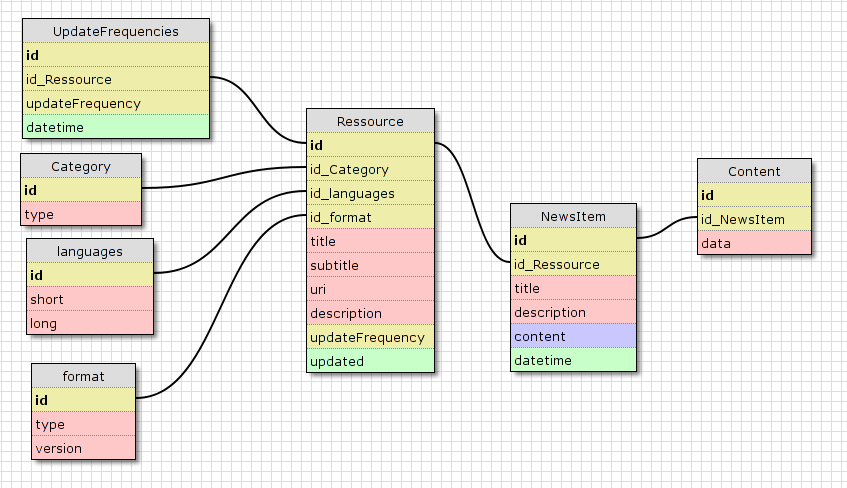 UpdateFrequencies
id
id_Ressource
updateFrequency
datetime
Category
id
type
languages
id
short
long
format
id
type
version
Ressource
id
id_Category
id_languages
id_format
title
subtitle
uri
description
updateFrequency
updated
NewsItem
id
id_Ressource
title
description
content
datetime
Content
id
id_NewsItem
data